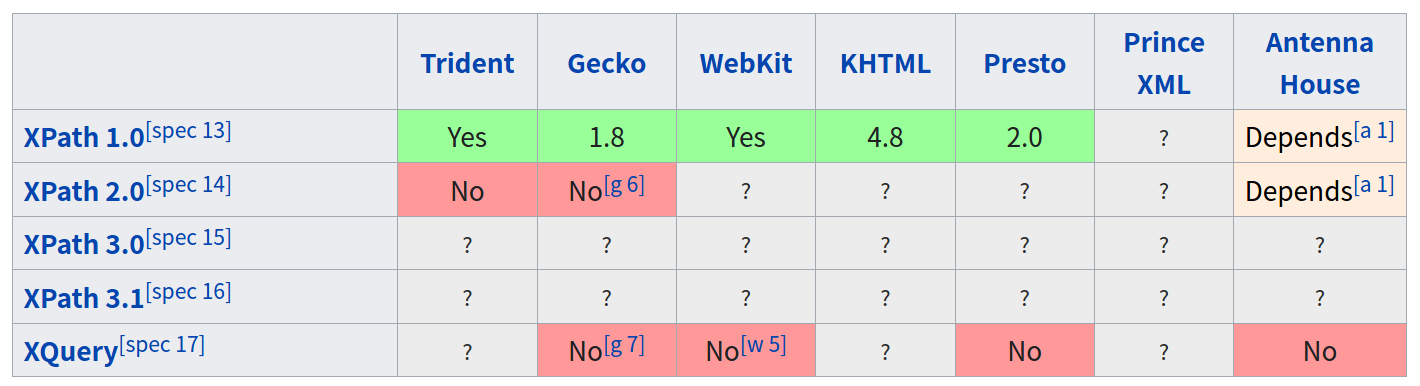 Trident Gecko WebKit KHTML Presto Prince XML Antenna House
XPath 1.0[spec 13] Yes 1.8 Yes 4.8 2.0 ? Depends[a 1]
XPath 2.0[spec 14] No No[g 6] ? ? ? ? Depends[a 1]
XPath 3.0[spec 15] ? ? ? ? ? ? ?
XPath 3.1[spec 16] ? ? ? ? ? ? ?
XQuery[spec 17] ? No[g 7] No[w 5] ? No ? No